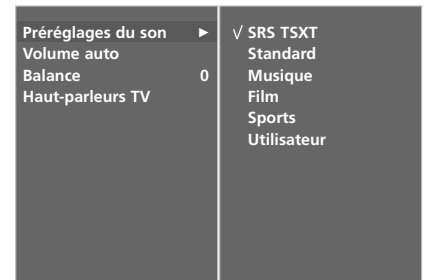 Préréglages du son ►
Volume auto
Balance 0
Haut-parleurs TV
√ SRS TSXT
Standard
Musique
Film
Sports
Utilisateur